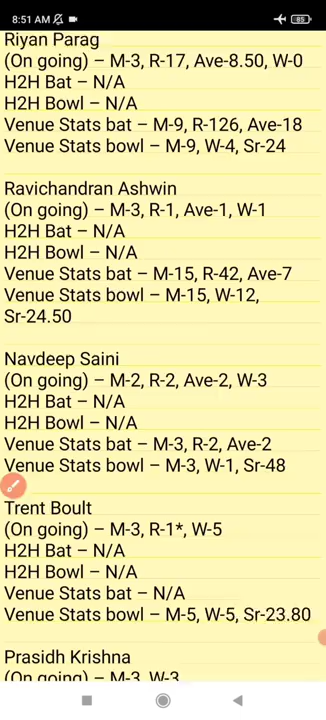 8:51 AM
85
Riyan Parag
(On going) – M-3, R-17, Ave-8.50, W-0
H2H Bat – N/A
H2H Bowl – N/A
Venue Stats bat – M-9, R-126, Ave-18
Venue Stats bowl – M-9, W-4, Sr-24
Ravichandran Ashwin
(On going) – M-3, R-1, Ave-1, W-1
H2H Bat – N/A
H2H Bowl – N/A
Venue Stats bat – M-15, R-42, Ave-7
Venue Stats bowl – M-15, W-12,
Sr-24.50
Navdeep Saini
(On going) – M-2, R-2, Ave-2, W-3
H2H Bat – N/A
H2H Bowl – N/A
Venue Stats bat – M-3, R-2, Ave-2
Venue Stats bowl – M-3, W-1, Sr-48
Trent Boult
(On going) – M-3, R-1*, W-5
H2H Bat – N/A
H2H Bowl – N/A
Venue Stats bat – N/A
Venue Stats bowl – M-5, W-5, Sr-23.80
Prasidh Krishna
(On going) – M-3, W-3